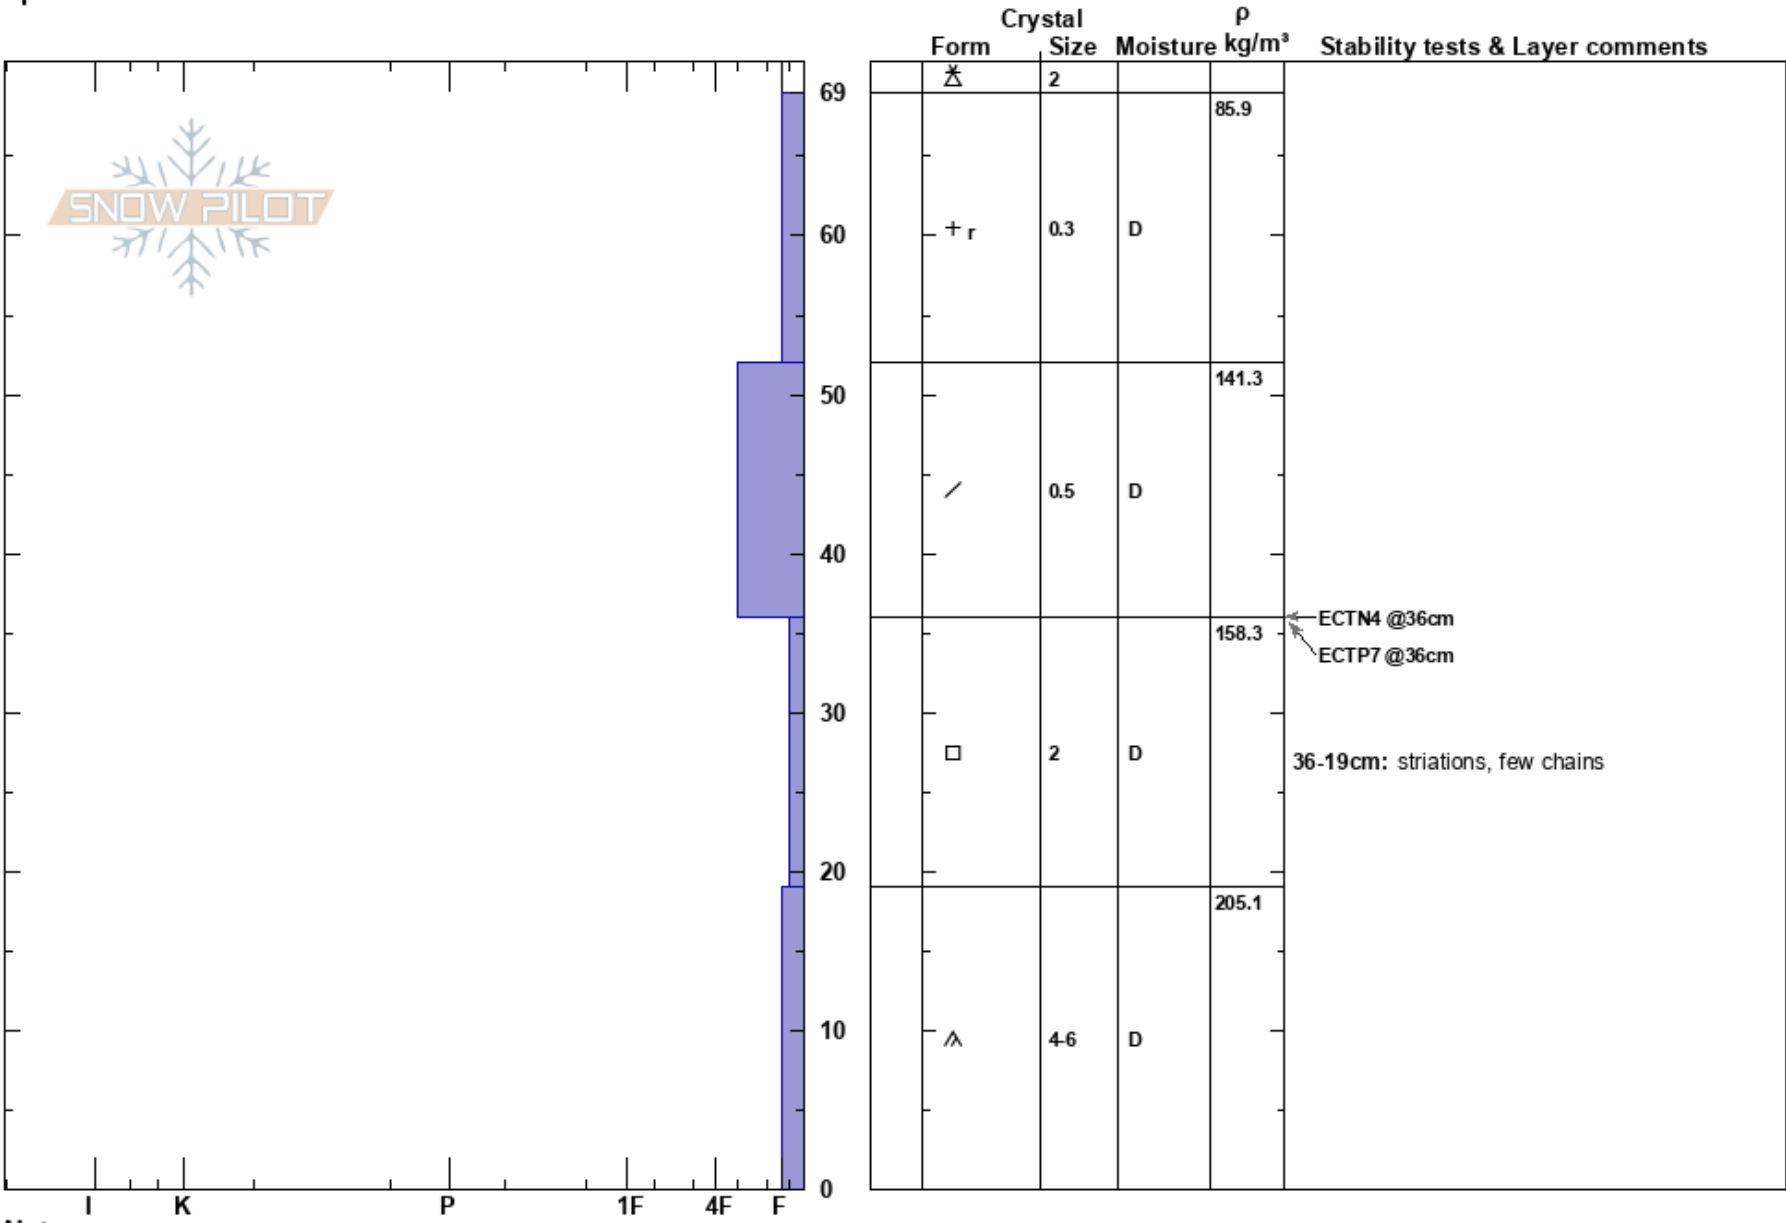 Crystal ρ
Form Size Moisture kg/m³ Stability tests & Layer comments
2
69
85.9
SNOW PILOT
60 + r 0.3 D
141.3
50
/ 0.5 D
40
ECTN4 @36cm
158.3
ECTP7 @36cm
30
2 D 36-19cm: striations, few chains
20
205.1
10
4-6 D
0
I K P 1F 4F F